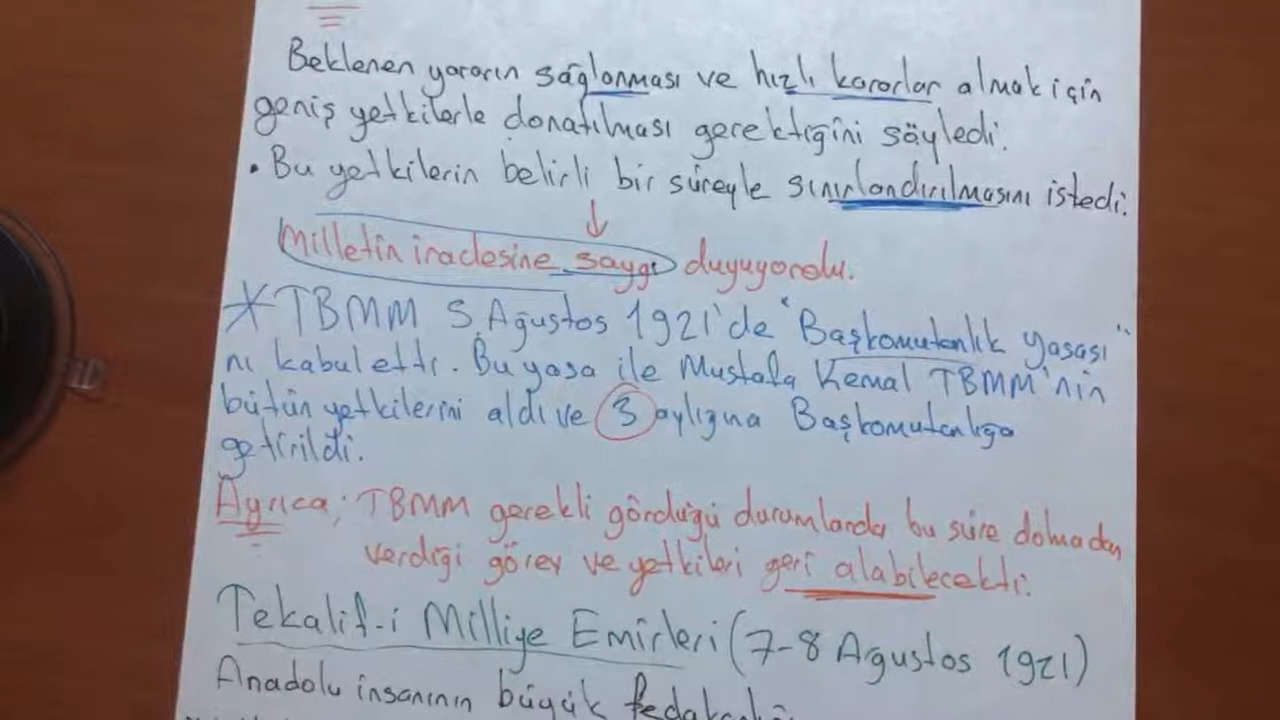 Beklenen yararın sağlanması ve hızlı kararlar almak için
geniş yetkilerle donatılması gerektiğini söyledi.
• Bu yetkilerin belirli bir süreyle sınırlandırılmasını istedi.
↓
Milletin iradesine saygı duyuyordu.
* TBMM 5 Ağustos 1921'de "Başkomutanlık yasası"
nı kabul etti. Bu yasa ile Mustafa Kemal TBMM'nin
bütün yetkilerini aldı ve 3 aylığına Başkomutanlığa
getirildi.
Ayrıca; TBMM gerekli gördüğü durumlarda bu süre dolmadan
verdiği görev ve yetkileri geri alabilecekti.
Tekalif-i Milliye Emirleri (7-8 Ağustos 1921)
Anadolu insanının büyük